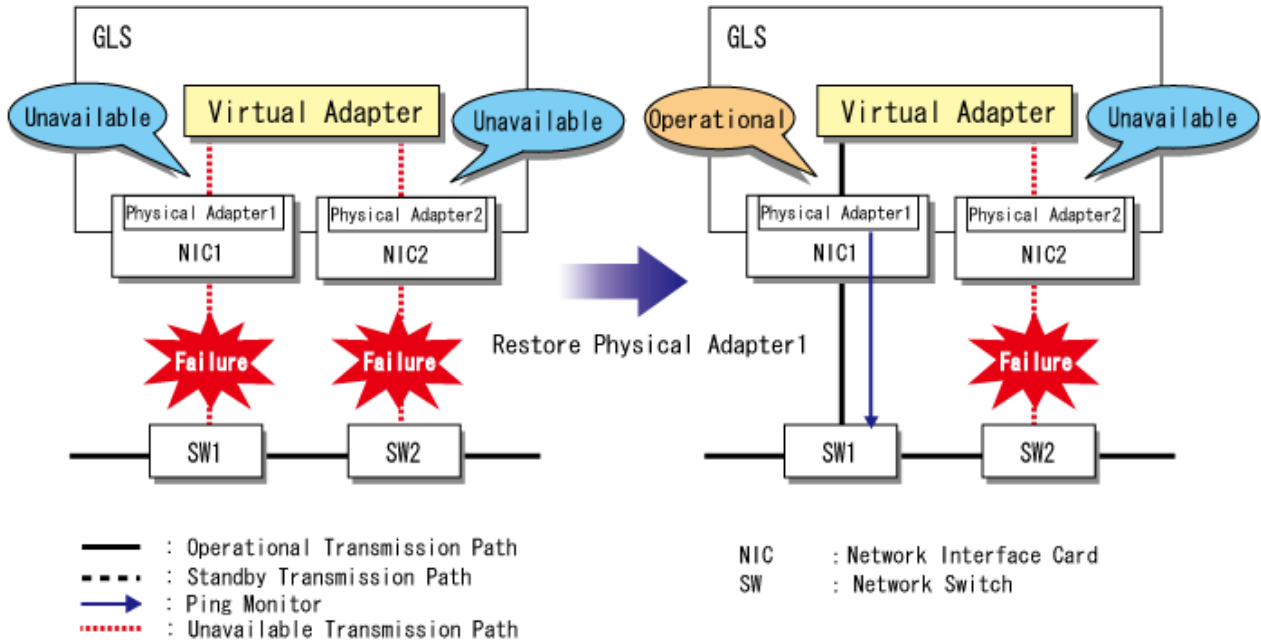 GLS
Unavailable
Virtual Adapter
Unavailable
Physical Adapter1
NIC1
Physical Adapter2
NIC2
Failure
Failure
SW1
SW2
Restore Physical Adapter1
GLS
Operational
Virtual Adapter
Unavailable
Physical Adapter1
NIC1
Physical Adapter2
NIC2
Failure
SW1
SW2
: Operational Transmission Path
: Standby Transmission Path
: Ping Monitor
: Unavailable Transmission Path
NIC : Network Interface Card
SW : Network Switch